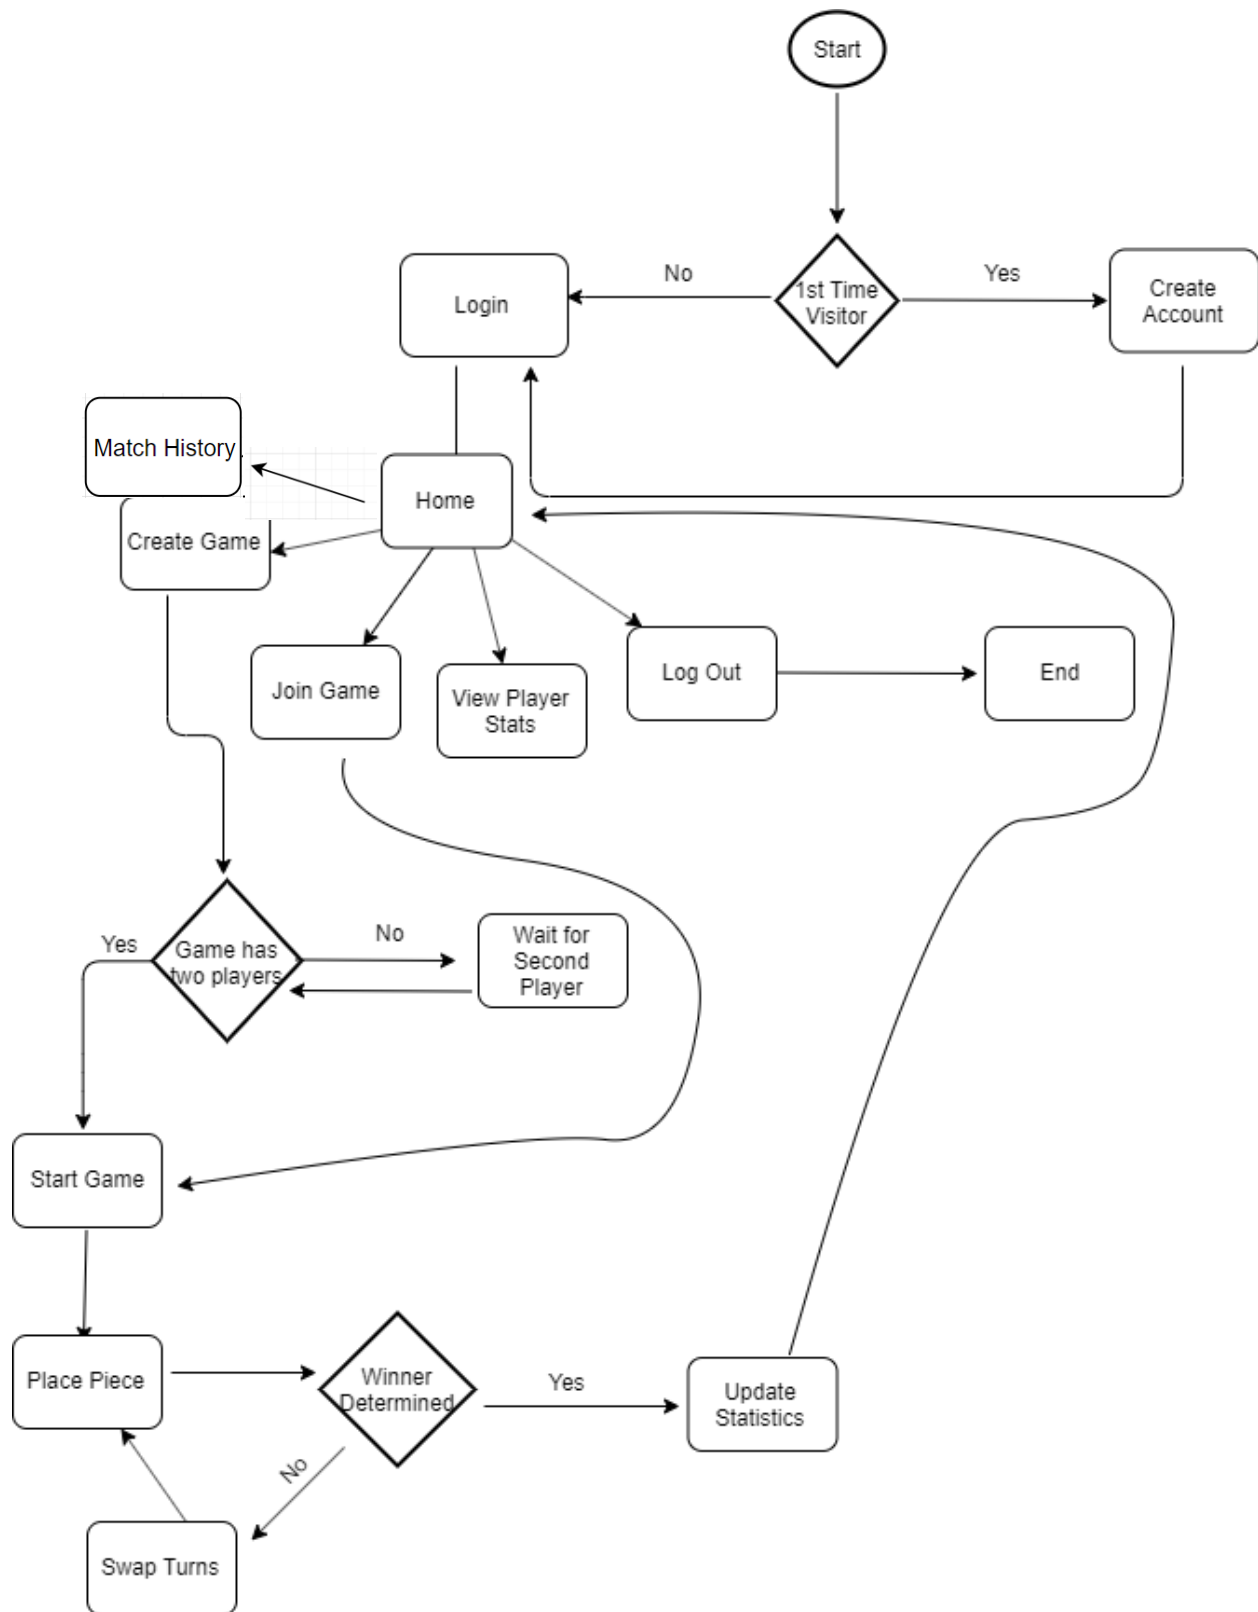 Start
No
Yes
1st Time
Visitor
Login
Create
Account
Match History
Home
Create Game
Join Game
View Player
Stats
Log Out
End
Yes
Game has
two players
No
Wait for
Second
Player
Start Game
Place Piece
Winner
Determined
Yes
Update
Statistics
No
Swap Turns